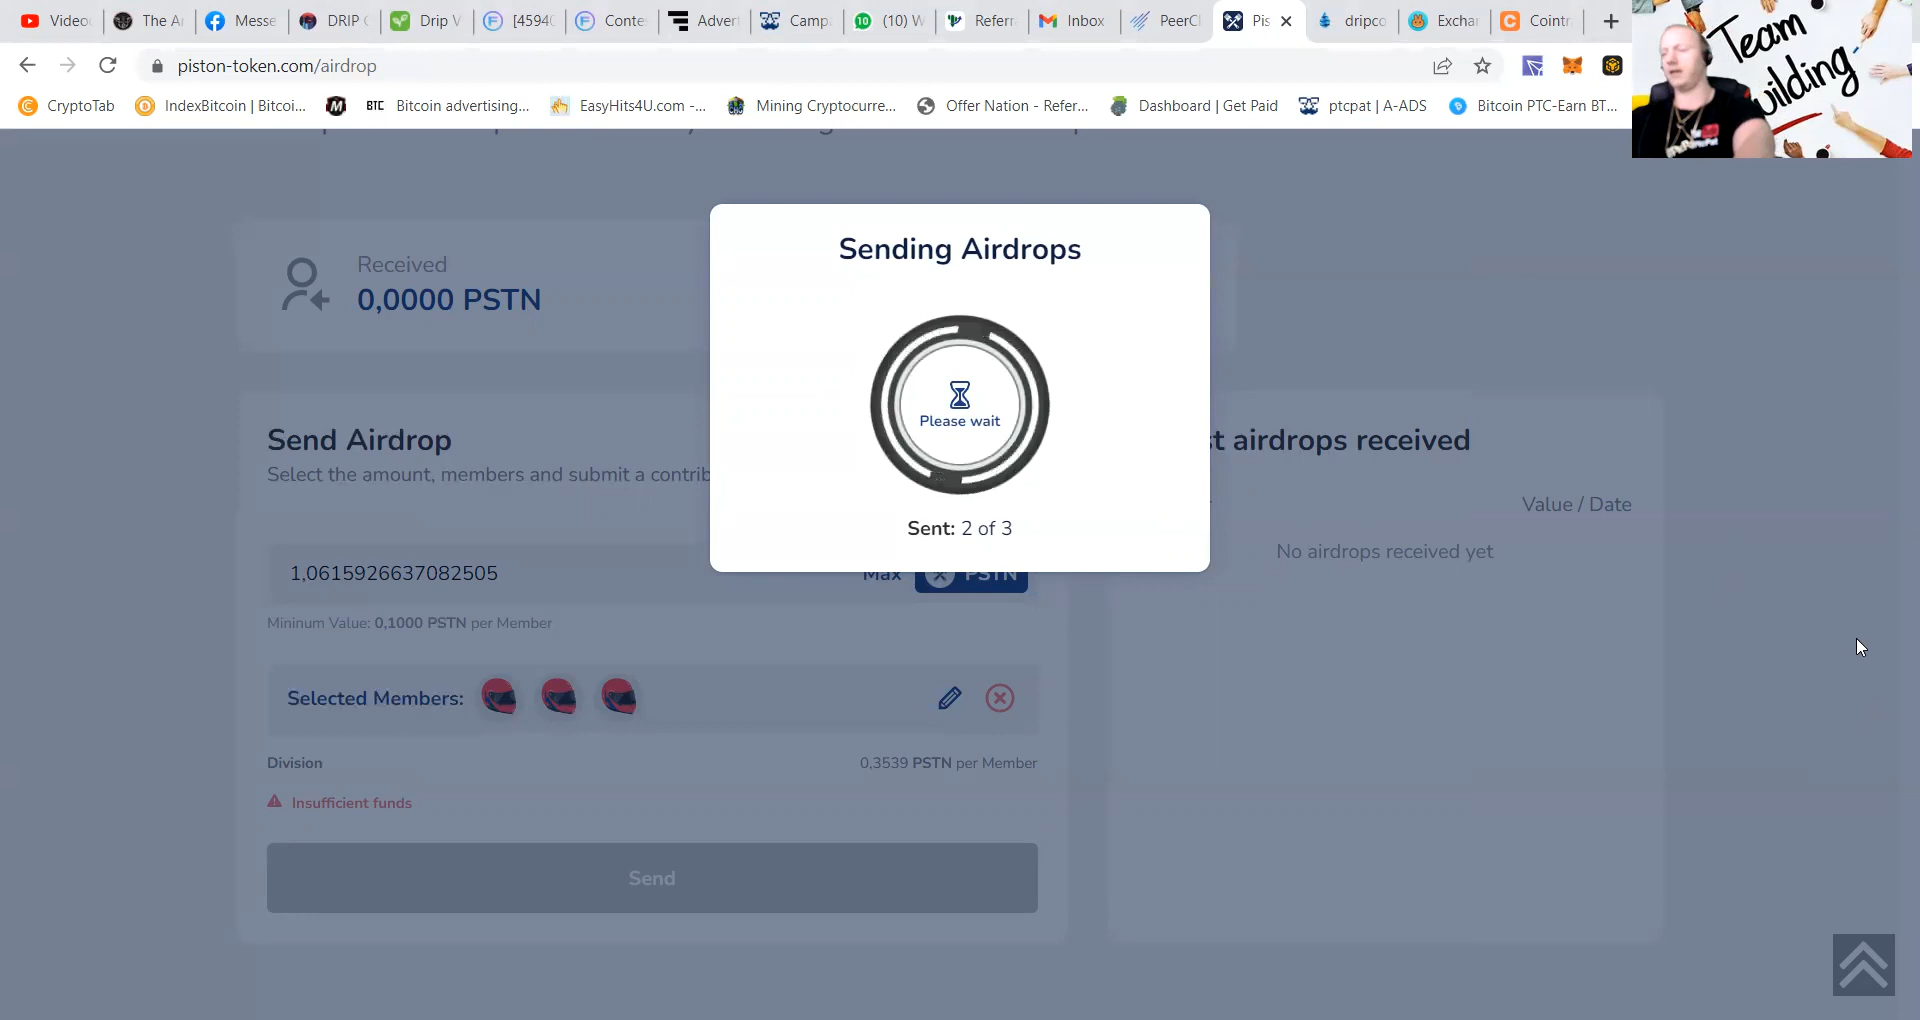 Video
The A
Messe
DRIP
Drip V
[4594
Conte
Adver
Camp
(10) W
Referr
Inbox
PeerCl
Pis
dripco
Excha
Cointr
piston-token.com/airdrop
CryptoTab
IndexBitcoin | Bitcoi...
BTC
Bitcoin advertising...
EasyHits4U.com -...
Mining Cryptocurre...
Offer Nation - Refer...
Dashboard | Get Paid
ptcpat | A-ADS
Bitcoin PTC-Earn BT...
Team
uilding
Sending Airdrops
Please wait
Sent: 2 of 3
Received
0,0000 PSTN
Send Airdrop
Select the amount, members and submit a contrib
1,0615926637082505
Max
PSTN
Mininum Value: 0,1000 PSTN per Member
Selected Members:
Division
0,3539 PSTN per Member
Insufficient funds
Send
st airdrops received
Value / Date
No airdrops received yet